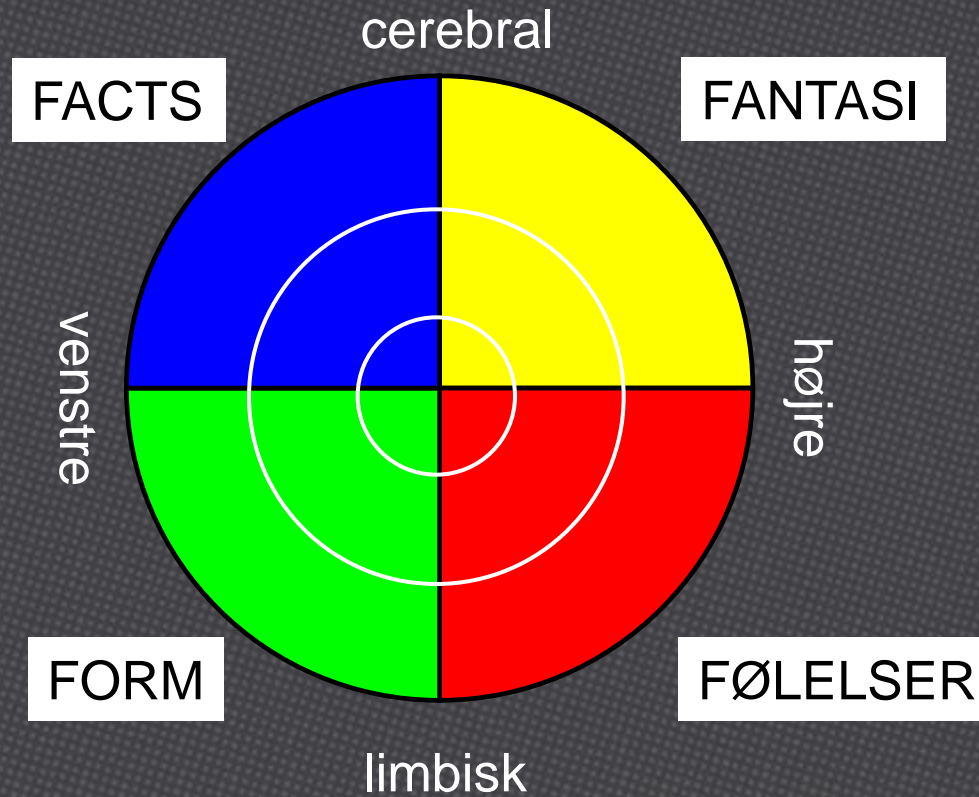 cerebral
FACTS
FANTASI
venstre
højre
FORM
FØLELSER
limbisk